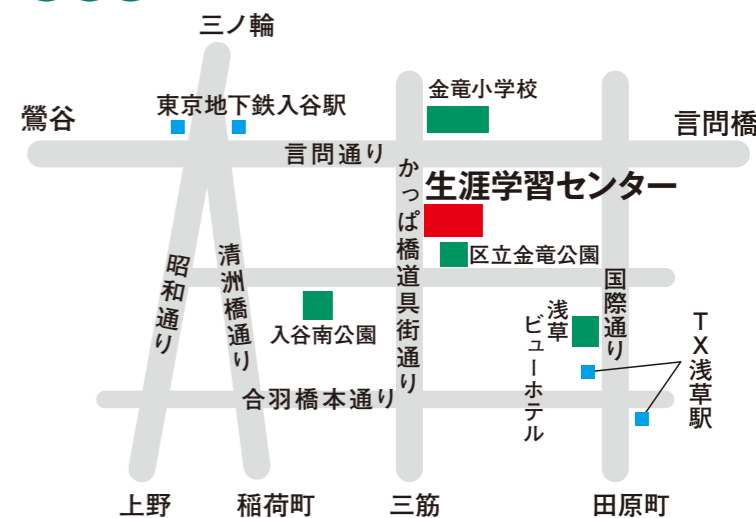 三ノ輪
金竜小学校
東京地下鉄入谷駅
鶯谷
言問橋
言問通り
かっぱ橋道具街通り
生涯学習センター
区立金竜公園
昭和通り
清洲橋通り
国際通り
入谷南公園
浅草
ビューホテル
TX浅草駅
合羽橋本通り
上野
稲荷町
三筋
田原町